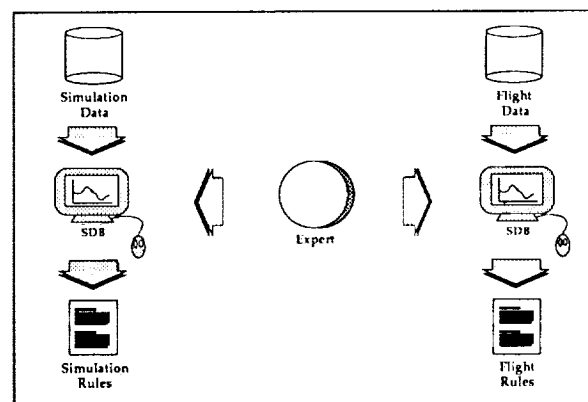 Simulation
Data
SDB
Simulation
Rules
Expert
Flight
Data
SDB
Flight
Rules